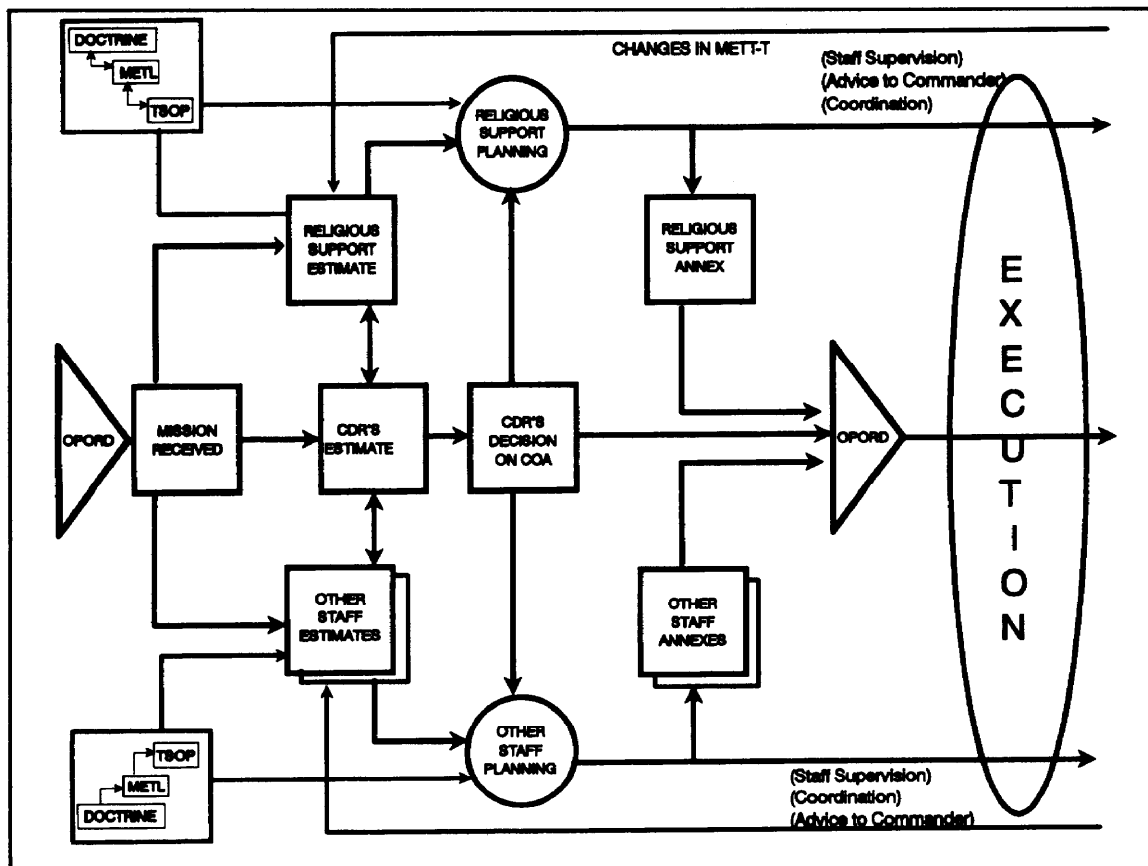 DOCTRINE
METL
TSOP
CHANGES IN METT-T
(Staff Supervision)
(Advice to Commander)
(Coordination)
RELIGIOUS
SUPPORT
PLANNING
RELIGIOUS
SUPPORT
ESTIMATE
RELIGIOUS
SUPPORT
ANNEX
OPORD
MISSION
RECEIVED
CDR'S
ESTIMATE
CDR'S
DECISION
ON COA
OPORD
EXECUTION
OTHER
STAFF
ESTIMATES
OTHER
STAFF
ANNEXES
TSOP
METL
DOCTRINE
OTHER
STAFF
PLANNING
(Staff Supervision)
(Coordination)
(Advice to Commander)